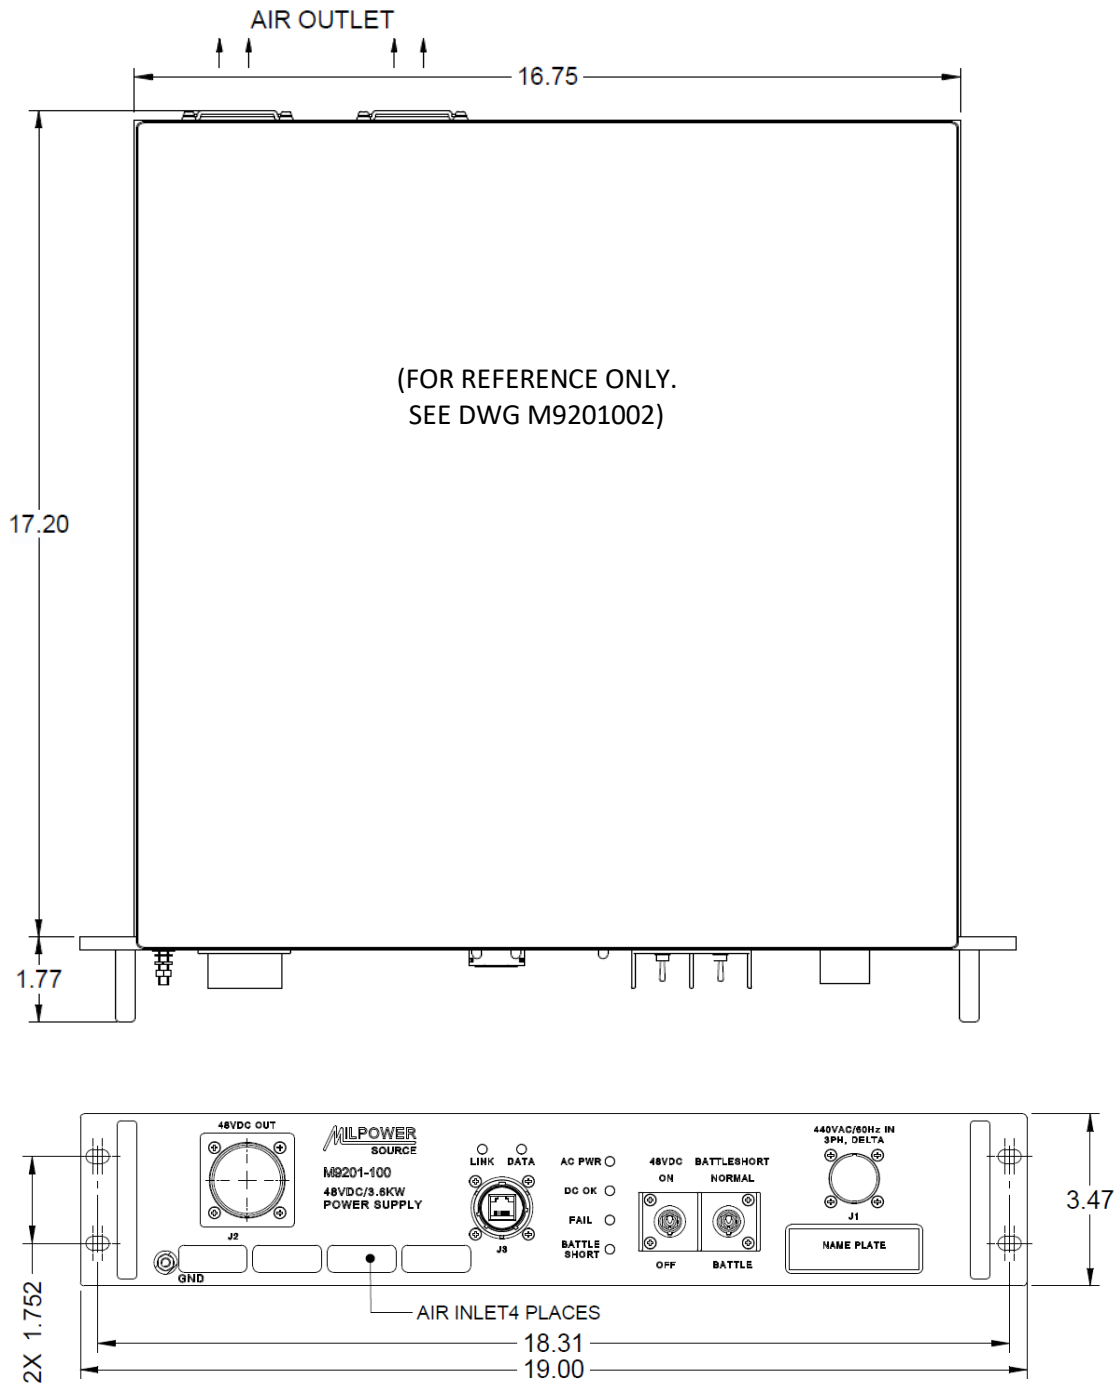 AIR OUTLET
16.75
(FOR REFERENCE ONLY.
SEE DWG M9201002)
17.20
1.77
48VDC OUT
MILPOWER
SOURCE
M9201-100
48VDC/3.6KW
POWER SUPPLY
J2
GND
LINK DATA
J3
AC PWR
DC OK
FAIL
BATTLE
SHORT
48VDC BATTLESHORT
ON NORMAL
OFF BATTLE
440VAC/60Hz IN
3PH, DELTA
J1
NAME PLATE
3.47
2X 1.752
AIR INLET4 PLACES
18.31
19.00